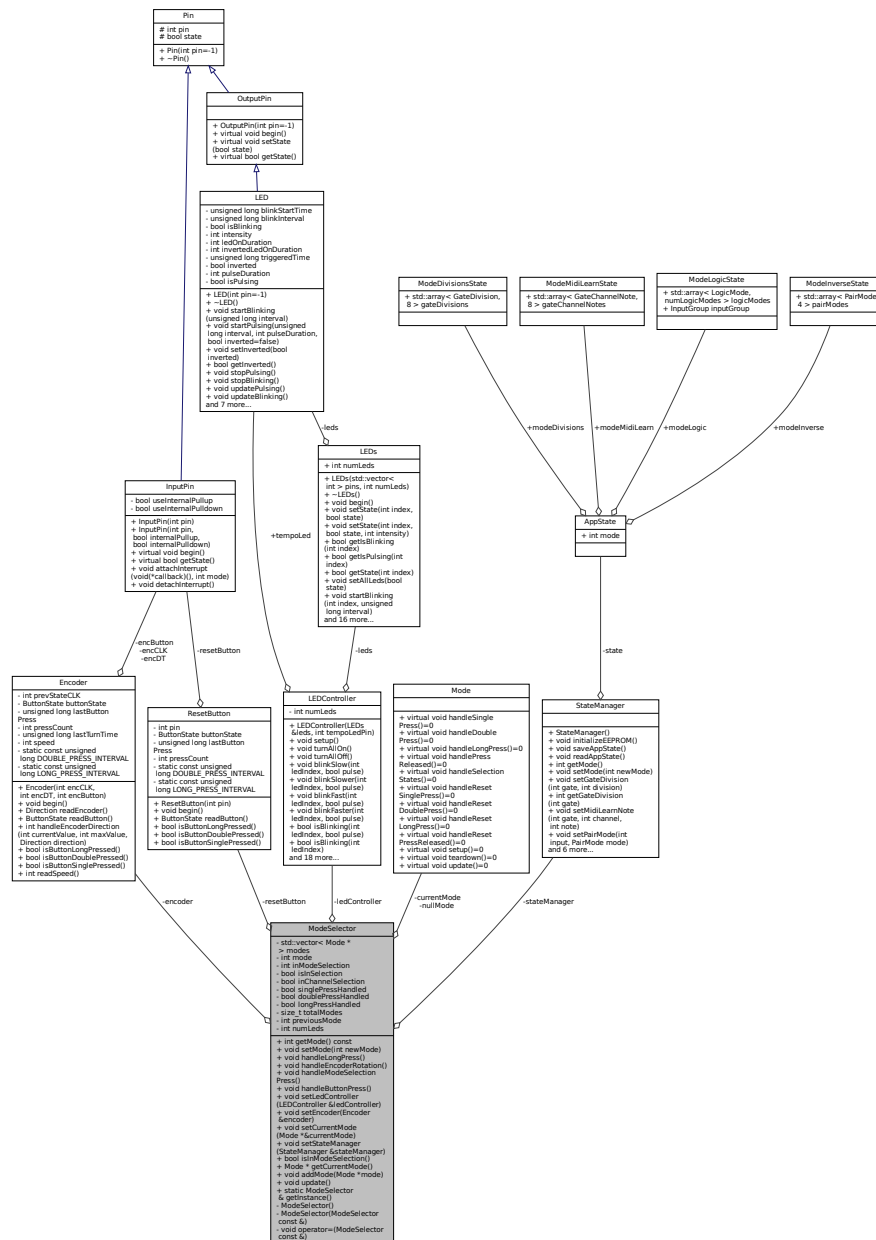 Pin
# int pin
# bool state
+ Pin(int pin=-1)
+ ~Pin()
OutputPin
+ OutputPin(int pin=-1)
+ virtual void begin()
+ virtual void setState
(bool state)
+ virtual bool getState()
LED
- unsigned long blinkStartTime
- unsigned long blinkInterval
- bool isBlinking
- int intensity
- int ledOnDuration
- int invertedLedOnDuration
- unsigned long triggeredTime
- bool inverted
- int pulseDuration
- bool isPulsing
+ LED(int pin=-1)
+ ~LED()
+ void startBlinking
(unsigned long interval)
+ void startPulsing(unsigned
long interval, int pulseDuration,
bool inverted=false)
+ void setInverted(bool
inverted)
+ bool getInverted()
+ void stopPulsing()
+ void stopBlinking()
+ void updatePulsing()
+ void updateBlinking()
and 7 more...
ModeDivisionsState
+ std::array< GateDivision,
8 > gateDivisions
ModeMidiLearnState
+ std::array< GateChannelNote,
8 > gateChannelNotes
ModeLogicState
+ std::array< LogicMode,
numLogicModes > logicModes
+ InputGroup inputGroup
ModeInverseState
+ std::array< PairMode
4 > pairModes
-leds
+modeDivisions
+modeMidiLearn
+modeLogic
+modeInverse
LEDs
+ int numLeds
+ LEDs(std::vector<
int > pins, int numLeds)
+ ~LEDs()
+ void begin()
+ void setState(int index,
bool state)
+ void setState(int index,
bool state, int intensity)
+ bool getIsBlinking
(int index)
+ bool getIsPulsing(int
index)
+ bool getState(int index)
+ void setAllLeds(bool
state)
+ void startBlinking
(int index, unsigned
long interval)
and 16 more...
InputPin
- bool useInternalPullup
- bool useInternalPulldown
+ InputPin(int pin)
+ InputPin(int pin,
bool internalPullup,
bool internalPulldown)
+ virtual void begin()
+ virtual bool getState()
+ void attachInterrupt
(void(*callback)(), int mode)
+ void detachInterrupt()
+tempoLed
AppState
+ int mode
-encButton
-encCLK
-encDT
-resetButton
-leds
-state
Encoder
- int prevStateCLK
- ButtonState buttonState
- unsigned long lastButton
Press
- int pressCount
- unsigned long lastTurnTime
- int speed
- static const unsigned
long DOUBLE_PRESS_INTERVAL
- static const unsigned
long LONG_PRESS_INTERVAL
+ Encoder(int encCLK,
int encDT, int encButton)
+ void begin()
+ Direction readEncoder()
+ ButtonState readButton()
+ int handleEncoderDirection
(int currentValue, int maxValue,
Direction direction)
+ bool isButtonLongPressed()
+ bool isButtonDoublePressed()
+ bool isButtonSinglePressed()
+ int readSpeed()
ResetButton
- int pin
- ButtonState buttonState
- unsigned long lastButton
Press
- int pressCount
- static const unsigned
long DOUBLE_PRESS_INTERVAL
- static const unsigned
long LONG_PRESS_INTERVAL
+ ResetButton(int pin)
+ void begin()
+ ButtonState readButton()
+ bool isButtonLongPressed()
+ bool isButtonDoublePressed()
+ bool isButtonSinglePressed()
LEDController
- int numLeds
+ LEDController(LEDs
&leds, int tempoLedPin)
+ void setup()
+ void turnAllOn()
+ void turnAllOff()
+ void blinkSlow(int
ledIndex, bool pulse)
+ void blinkSlower(int
ledIndex, bool pulse)
+ void blinkFast(int
ledIndex, bool pulse)
+ void blinkFaster(int
ledIndex, bool pulse)
+ bool isBlinking(int
ledIndex, int pulse)
+ bool isBlinking(int
ledIndex)
and 18 more...
Mode
+ virtual void handleSingle
Press()=0
+ virtual void handleDouble
Press()=0
+ virtual void handleLongPress()=0
+ virtual void handlePress
Released()=0
+ virtual void handleSelection
States()=0
+ virtual void handleReset
SinglePress()=0
+ virtual void handleReset
DoublePress()=0
+ virtual void handleReset
LongPress()=0
+ virtual void handleReset
PressReleased()=0
+ virtual void setup()=0
+ virtual void teardown()=0
+ virtual void update()=0
StateManager
+ StateManager()
+ void initializeEEPROM()
+ void saveAppState()
+ void readAppState()
+ int getMode()
+ void setMode(int newMode)
+ void setGateDivision
(int gate, int division)
+ int getGateDivision
(int gate)
+ void setMidiLearnNote
(int gate, int channel,
int note)
+ void setPairMode(int
input, PairMode mode)
and 6 more...
-encoder
-resetButton
-ledController
-currentMode
-nullMode
-stateManager
ModeSelector
- std::vector< Mode *
> modes
- int mode
- int inModeSelection
- bool isInSelection
- bool inChannelSelection
- bool singlePressHandled
- bool doublePressHandled
- bool longPressHandled
- size_t totalModes
- int previousMode
- int numLeds
+ int getMode() const
+ void setMode(int newMode)
+ void handleLongPress()
+ void handleEncoderRotation()
+ void handleModeSelection
Press()
+ void handleButtonPress()
+ void setLedController
(LEDController &ledController)
+ void setEncoder(Encoder
&encoder)
+ void setCurrentMode
(Mode *&currentMode)
+ void setStateManager
(StateManager &stateManager)
+ bool isInModeSelection()
+ Mode * getCurrentMode()
+ void addMode(Mode *mode)
+ void update()
+ static ModeSelector
& getInstance()
- ModeSelector()
- ModeSelector(ModeSelector
const &)
- void operator=(ModeSelector
const &)